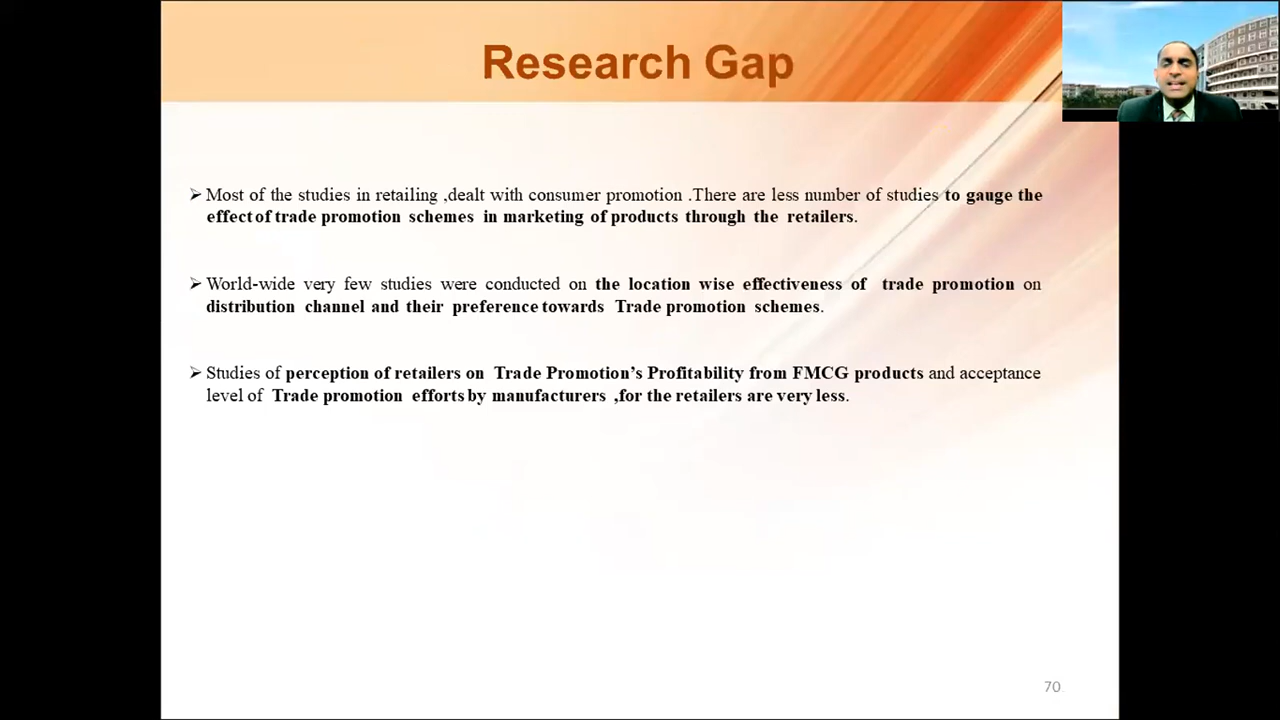 Research Gap
➢ Most of the studies in retailing ,dealt with consumer promotion .There are less number of studies to gauge the
effect of trade promotion schemes in marketing of products through the retailers.
➢ World-wide very few studies were conducted on the location wise effectiveness of trade promotion on
distribution channel and their preference towards Trade promotion schemes.
➢ Studies of perception of retailers on Trade Promotion’s Profitability from FMCG products and acceptance
level of Trade promotion efforts by manufacturers ,for the retailers are very less.
70